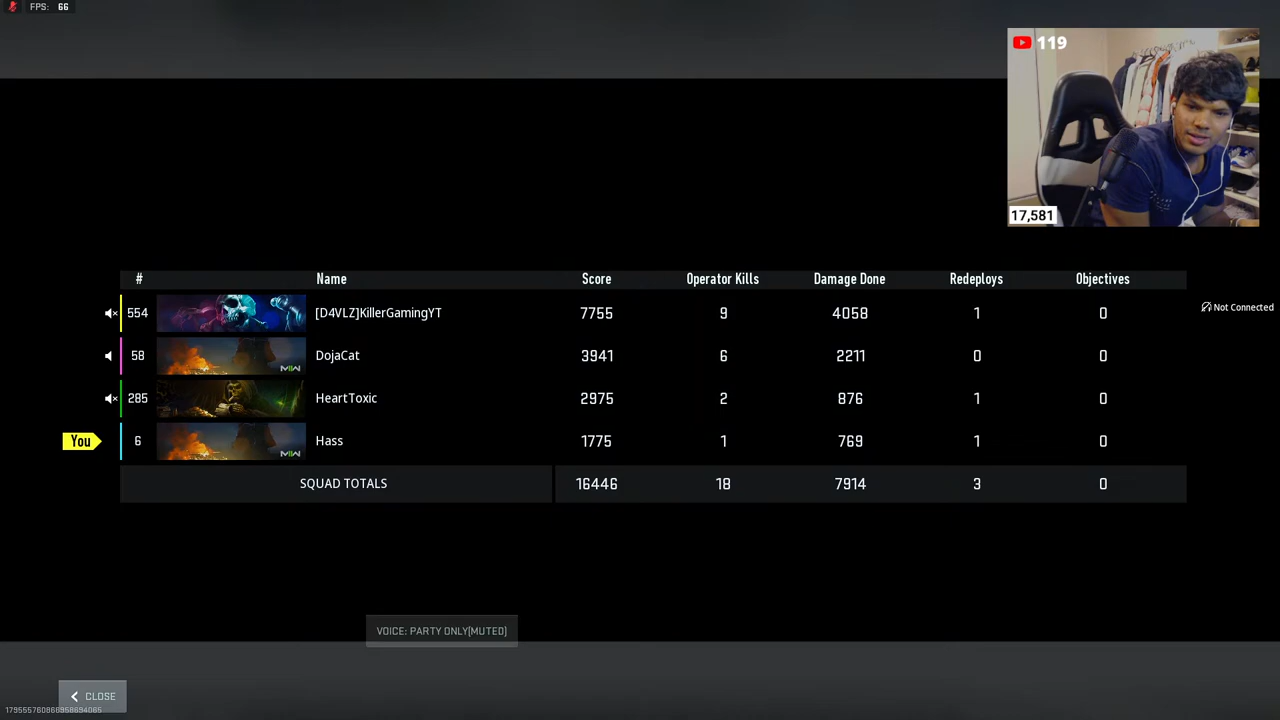 FPS: 66
119
17,581
# Name Score Operator Kills Damage Done Redeploys Objectives
554 [D4VLZ]KillerGamingYT 7755 9 4058 1 0
Not Connected
58 MW DojaCat 3941 6 2211 0 0
285 HeartToxic 2975 2 876 1 0
You 6 MW Hass 1775 1 769 1 0
SQUAD TOTALS 16446 18 7914 3 0
VOICE: PARTY ONLY[MUTED]
CLOSE